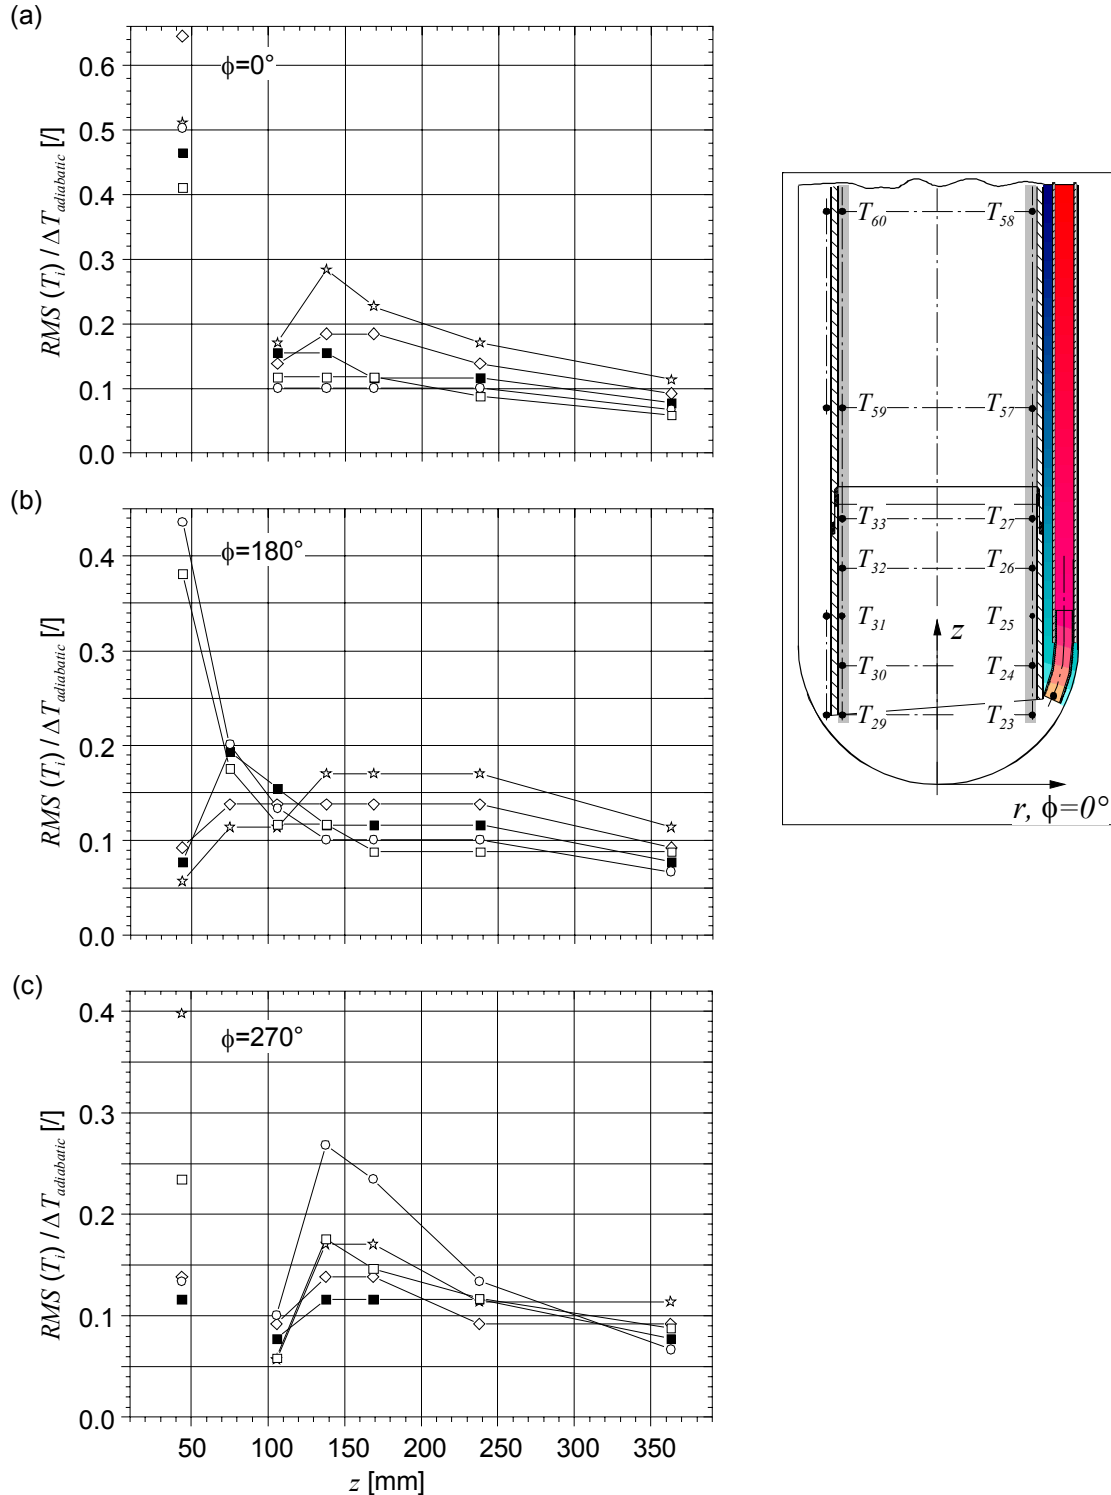 (a)
0.6
0.5
0.4
0.3
0.2
0.1
0.0
RMS (Tᵢ) / ΔT_adiabatic [/]
ϕ=0°
(b)
0.4
0.3
0.2
0.1
0.0
RMS (Tᵢ) / ΔT_adiabatic [/]
ϕ=180°
(c)
0.4
0.3
0.2
0.1
0.0
RMS (Tᵢ) / ΔT_adiabatic [/]
ϕ=270°
50 100 150 200 250 300 350
z [mm]
T₆₀ T₅₈
T₅₉ T₅₇
T₃₃ T₂₇
T₃₂ T₂₆
T₃₁ T₂₅
z
T₃₀ T₂₄
T₂₉ T₂₃
r, ϕ=0°